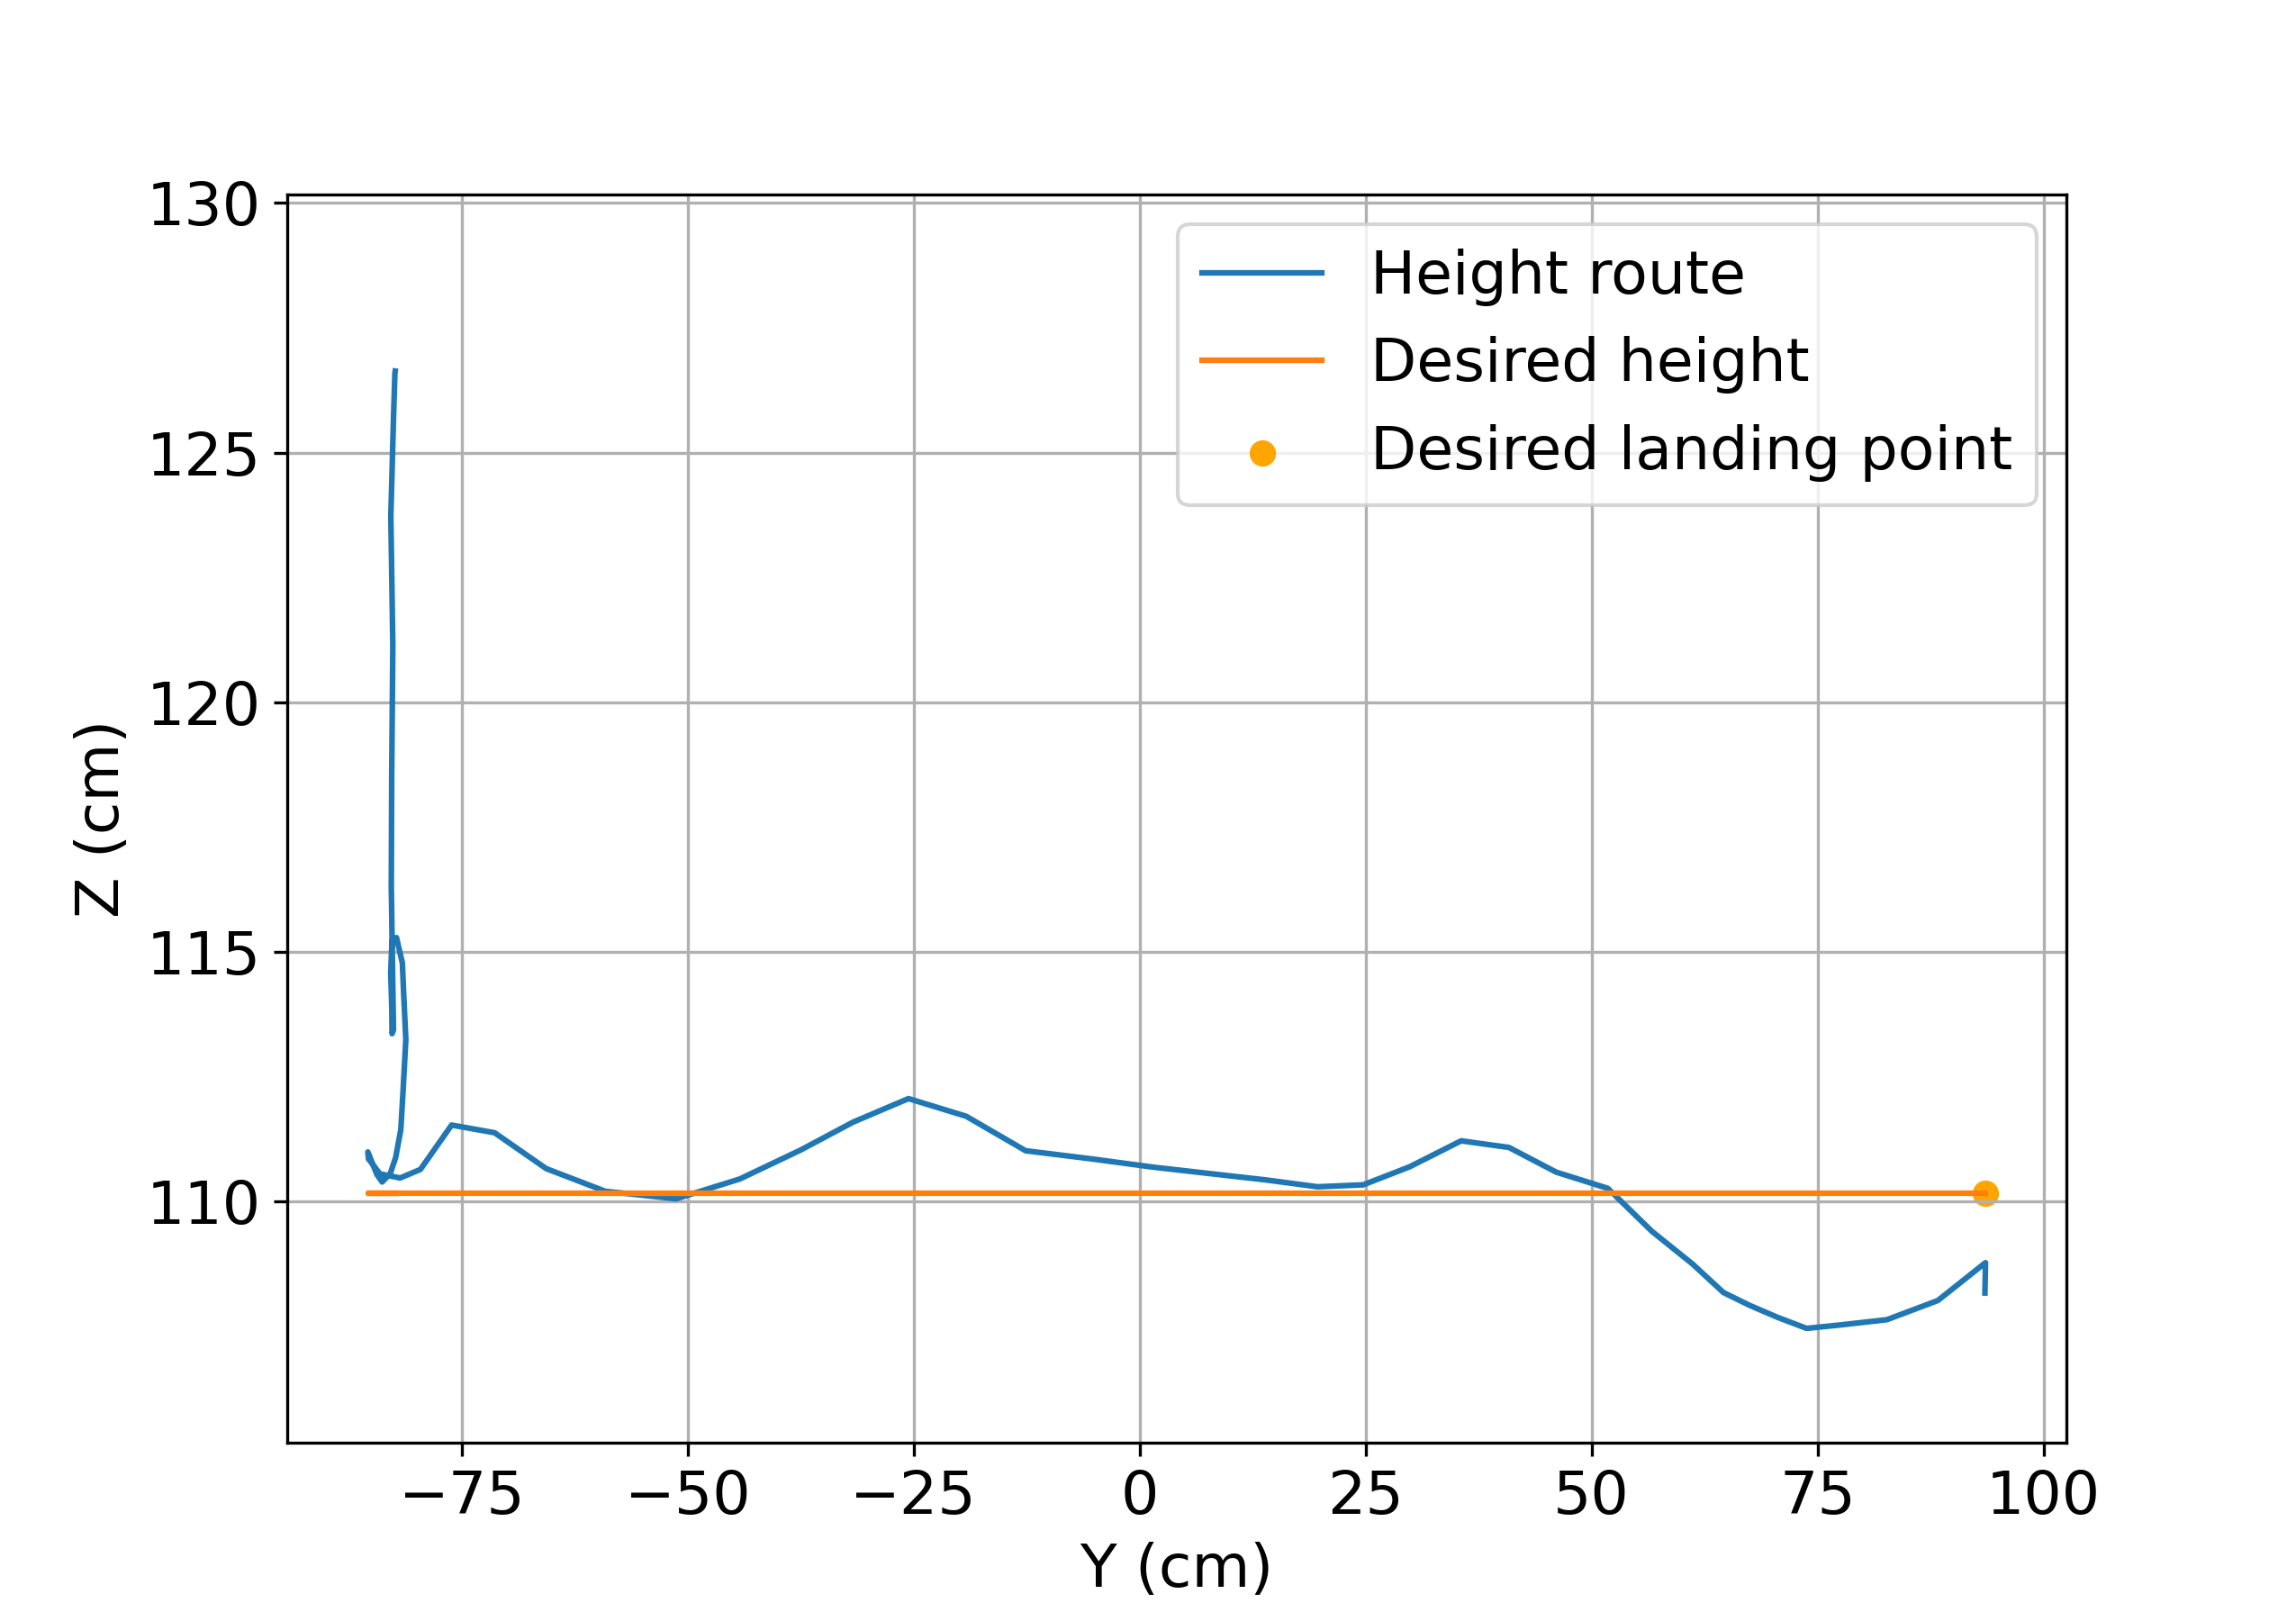 130
125
120
115
110
Z (cm)
Height route
Desired height
Desired landing point
−75
−50
−25
0
25
50
75
100
Y (cm)